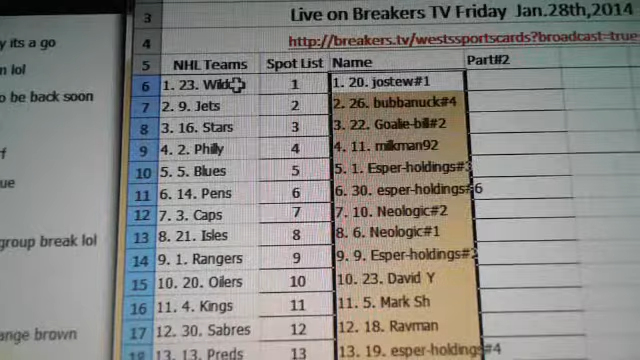 3 Live on Breakers TV Friday Jan.28th,2014
y its a go
4 http://breakers.tv/westssportscards?broadcast=true
n lol
5 NHL Teams Spot List Name Part#2
6 1. 23. Wild 1 1. 20. jostew#1
o be back soon
7 2. 9. Jets 2 2. 26. bubbanuck#4
8 3. 16. Stars 3 3. 22. Goalie-bill#2
9 4. 2. Philly 4 4. 11. milkman92
10 5. 5. Blues 5 5. 1. Esper-holdings#
ue
11 6. 14. Pens 6 6. 30. esper-holdings#6
12 7. 3. Caps 7 7. 10. Neologic#2
13 8. 21. Isles 8 8. 6. Neologic#1
group break lol
14 9. 1. Rangers 9 9. 9. Esper-holdings#
15 10. 20. Oilers 10 10. 23. David Y
16 11. 4. Kings 11 11. 5. Mark Sh
17 12. 30. Sabres 12 12. 18. Ravman
ange brown
18 13. 13. Preds 13 13. 19. esper-holdings#4